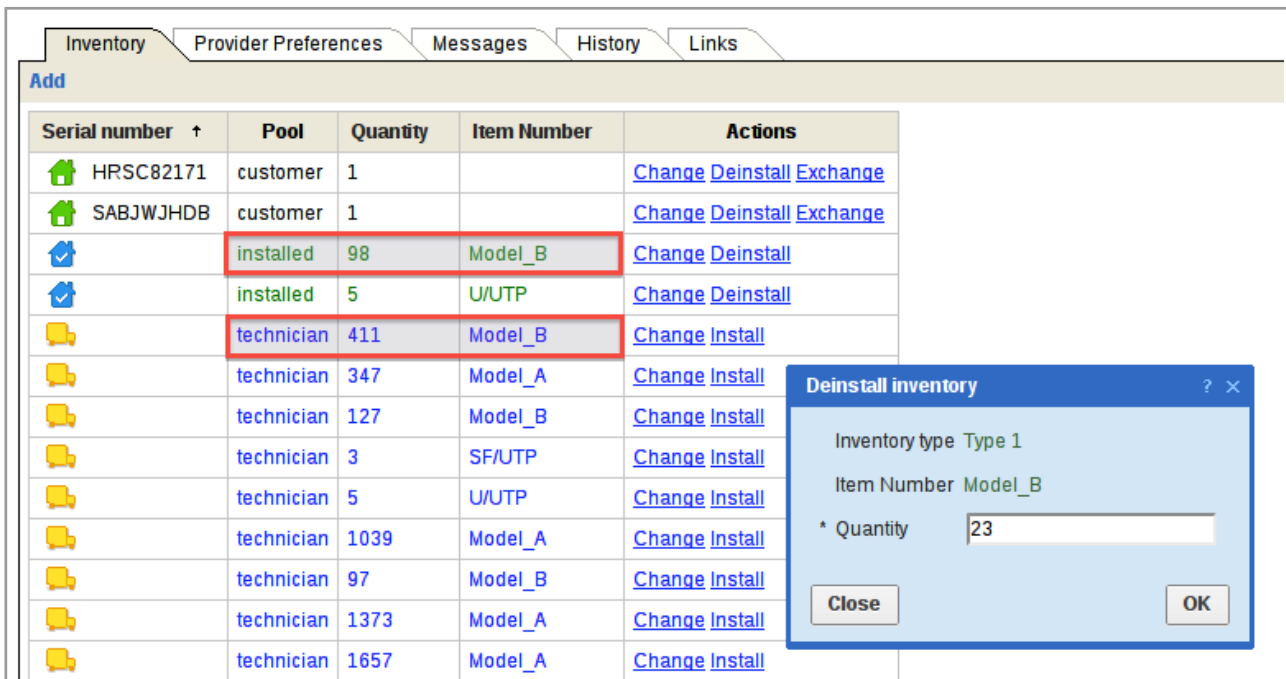 Inventory Provider Preferences Messages History Links
Add
Serial number ↑ Pool Quantity Item Number Actions
HRSC82171 customer 1 Change Deinstall Exchange
SABJWJHDB customer 1 Change Deinstall Exchange
installed 98 Model_B Change Deinstall
installed 5 U/UTP Change Deinstall
technician 411 Model_B Change Install
technician 347 Model_A Change Install
technician 127 Model_B Change Install
technician 3 SF/UTP Change Install
technician 5 U/UTP Change Install
technician 1039 Model_A Change Install
technician 97 Model_B Change Install
technician 1373 Model_A Change Install
technician 1657 Model_A Change Install
Deinstall inventory ? ×
Inventory type Type 1
Item Number Model_B
* Quantity 23
Close OK